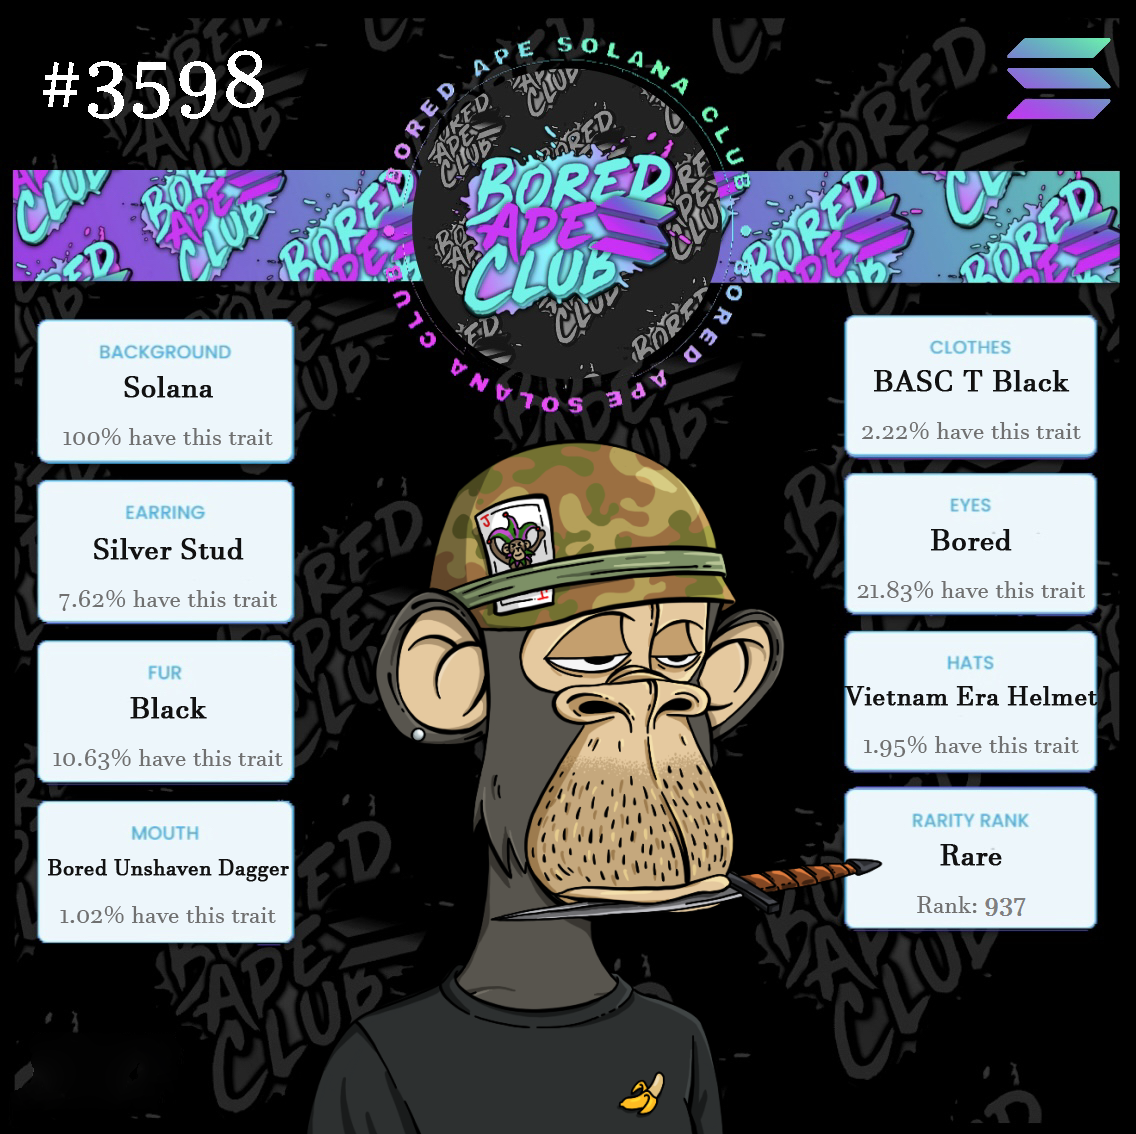 #3598
BORED APE SOLANA CLUB
BORED
APE
CLUB
BORED APE SOLANA CLUB
BACKGROUND
Solana
100% have this trait
EARRING
Silver Stud
7.62% have this trait
FUR
Black
10.63% have this trait
MOUTH
Bored Unshaven Dagger
1.02% have this trait
CLOTHES
BASC T Black
2.22% have this trait
EYES
Bored
21.83% have this trait
HATS
Vietnam Era Helmet
1.95% have this trait
RARITY RANK
Rare
Rank: 937
J
J